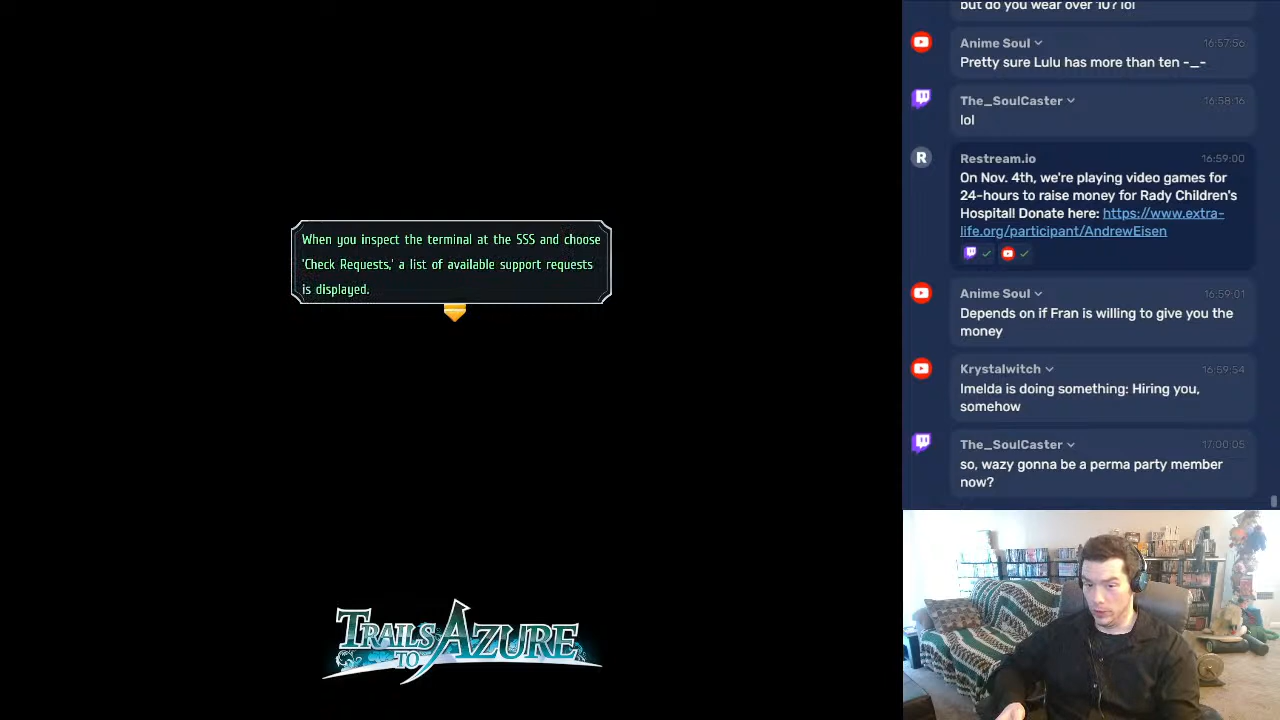 When you inspect the terminal at the SSS and choose
'Check Requests,' a list of available support requests
is displayed.
TRAILS
TO AZURE
but do you wear over 10? lol
Anime Soul 16:57:56
Pretty sure Lulu has more than ten -_-
The_SoulCaster 16:58:16
lol
R
Restream.io 16:59:00
On Nov. 4th, we're playing video games for
24-hours to raise money for Rady Children's
Hospital! Donate here: https://www.extra-
life.org/participant/AndrewEisen
Anime Soul 16:59:01
Depends on if Fran is willing to give you the
money
Krystalwitch 16:59:54
Imelda is doing something: Hiring you,
somehow
The_SoulCaster 17:00:05
so, wazy gonna be a perma party member
now?